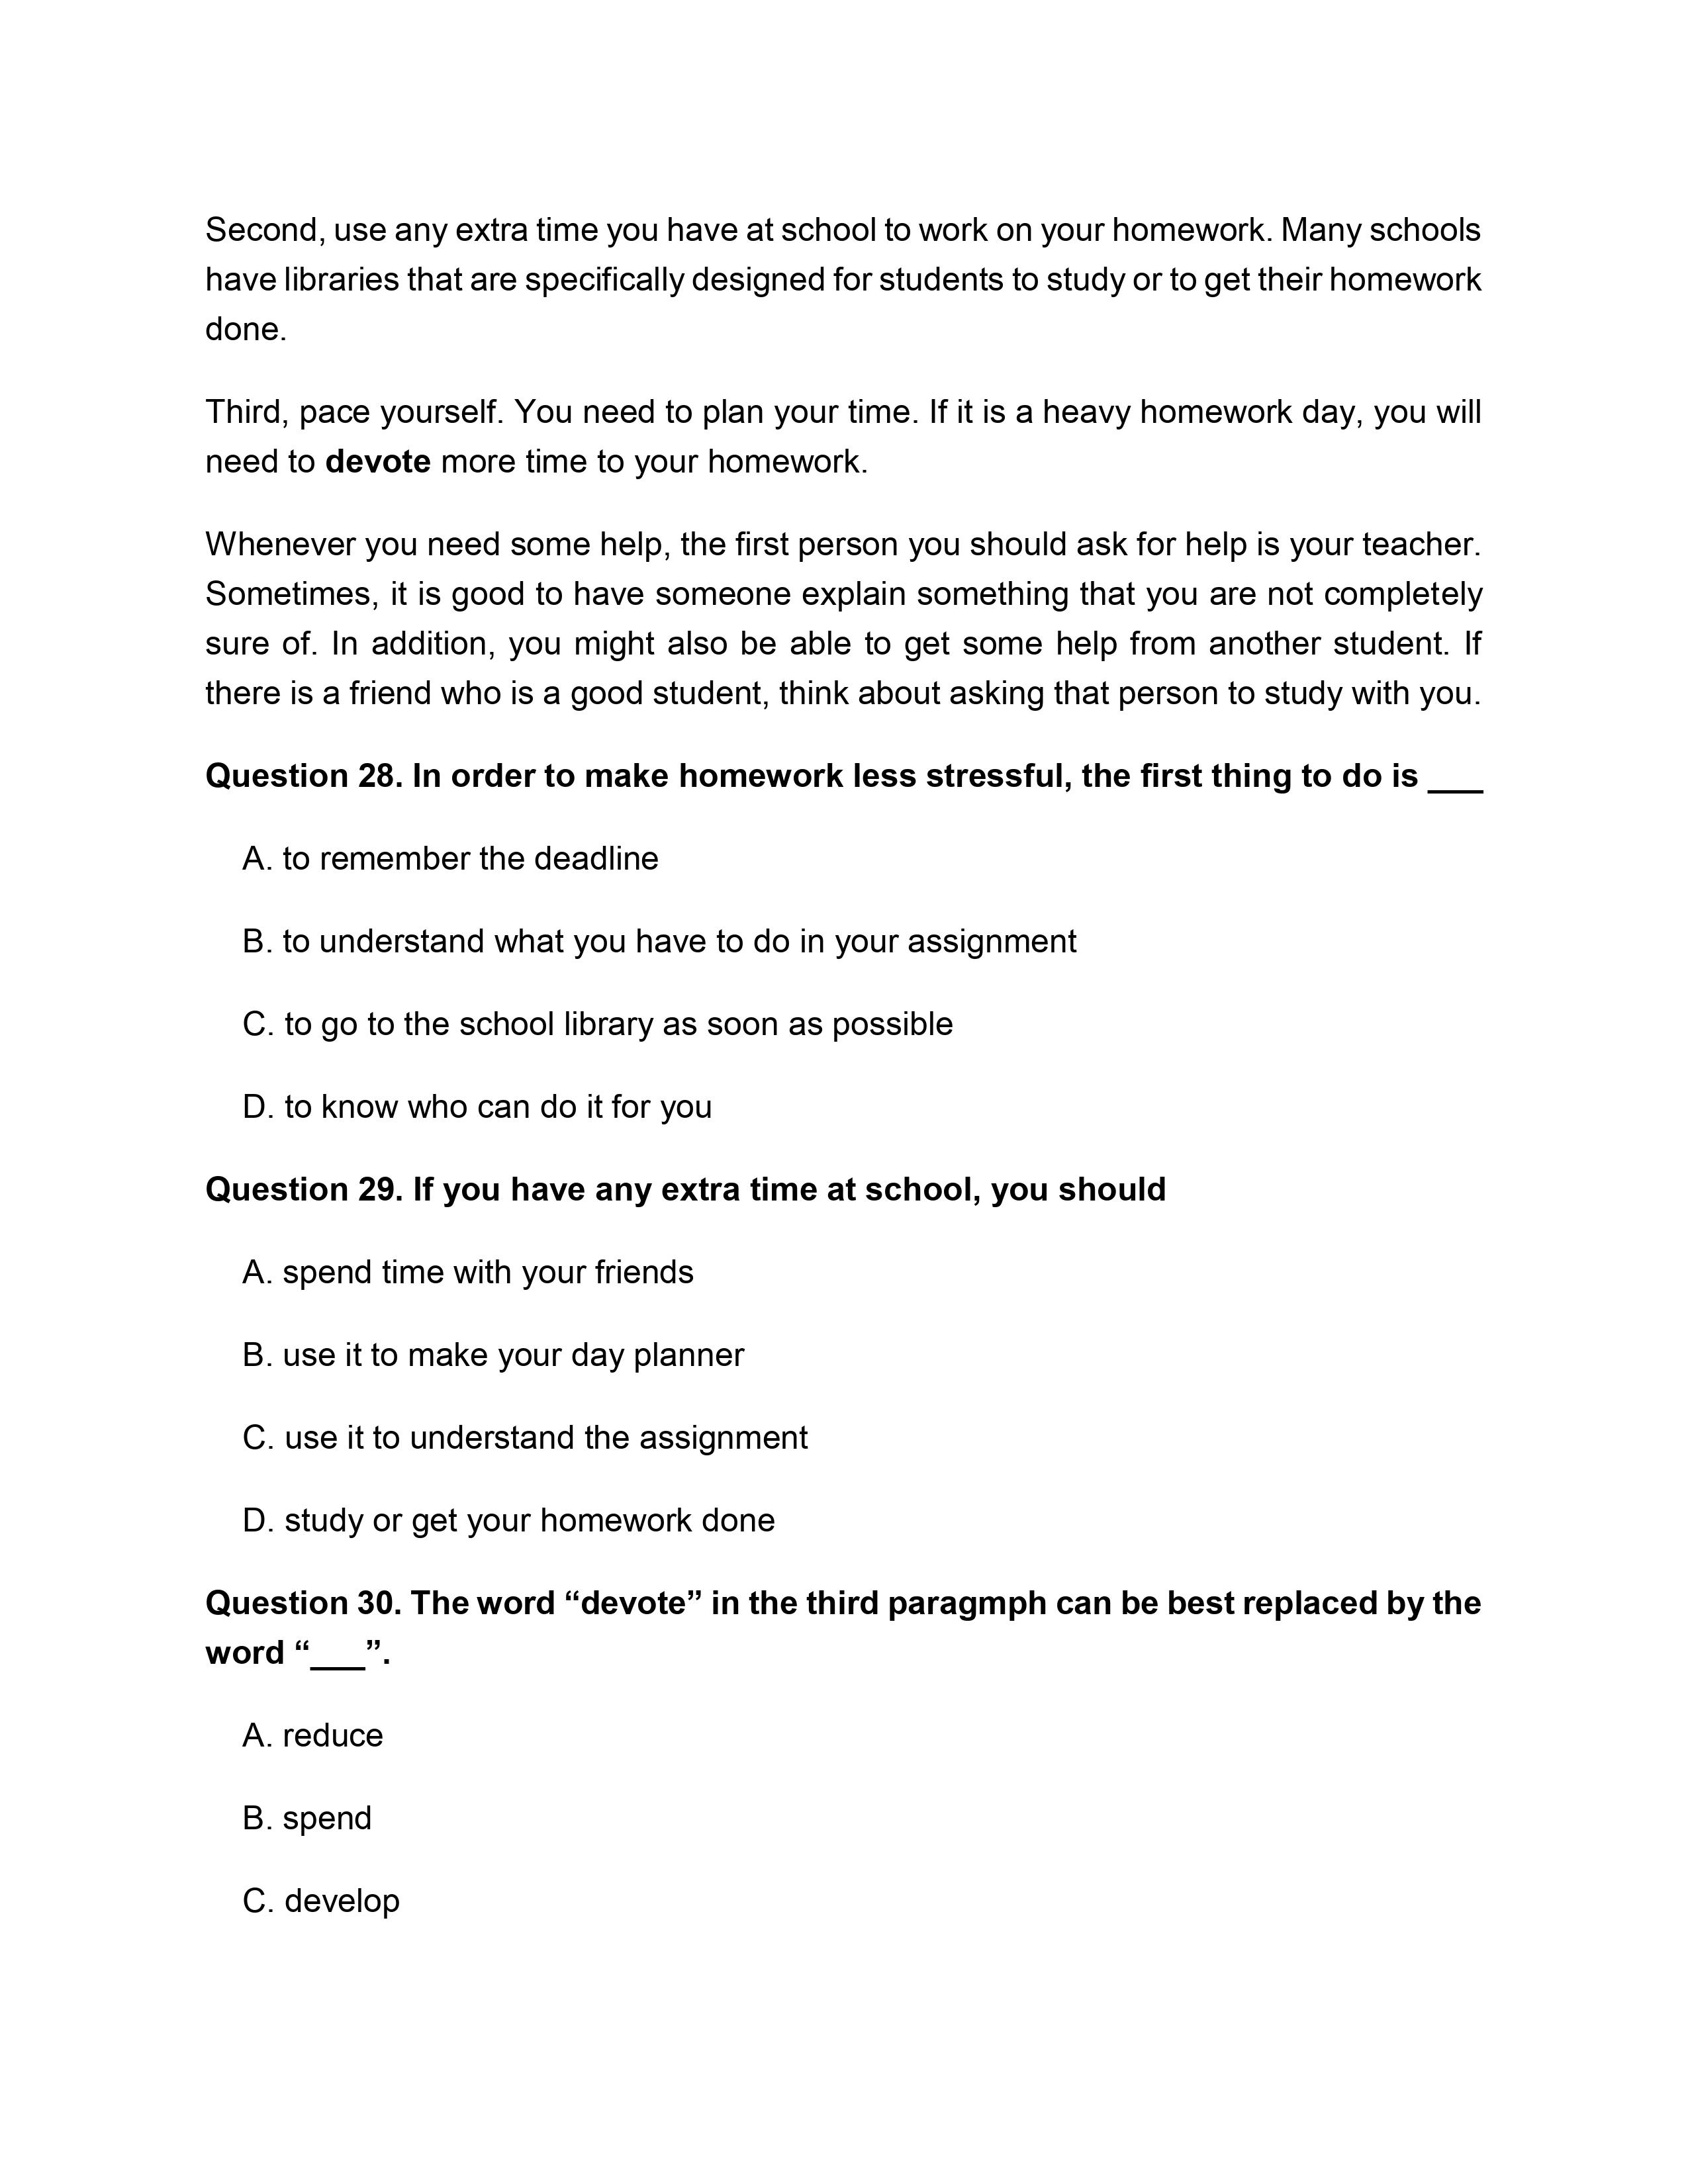 Second, use any extra time you have at school to work on your homework. Many schools
have libraries that are specifically designed for students to study or to get their homework
done.
Third, pace yourself. You need to plan your time. If it is a heavy homework day, you will
need to devote more time to your homework.
Whenever you need some help, the first person you should ask for help is your teacher.
Sometimes, it is good to have someone explain something that you are not completely
sure of. In addition, you might also be able to get some help from another student. If
there is a friend who is a good student, think about asking that person to study with you.
Question 28. In order to make homework less stressful, the first thing to do is ___
A. to remember the deadline
B. to understand what you have to do in your assignment
C. to go to the school library as soon as possible
D. to know who can do it for you
Question 29. If you have any extra time at school, you should
A. spend time with your friends
B. use it to make your day planner
C. use it to understand the assignment
D. study or get your homework done
Question 30. The word “devote” in the third paragmph can be best replaced by the
word “___”.
A. reduce
B. spend
C. develop